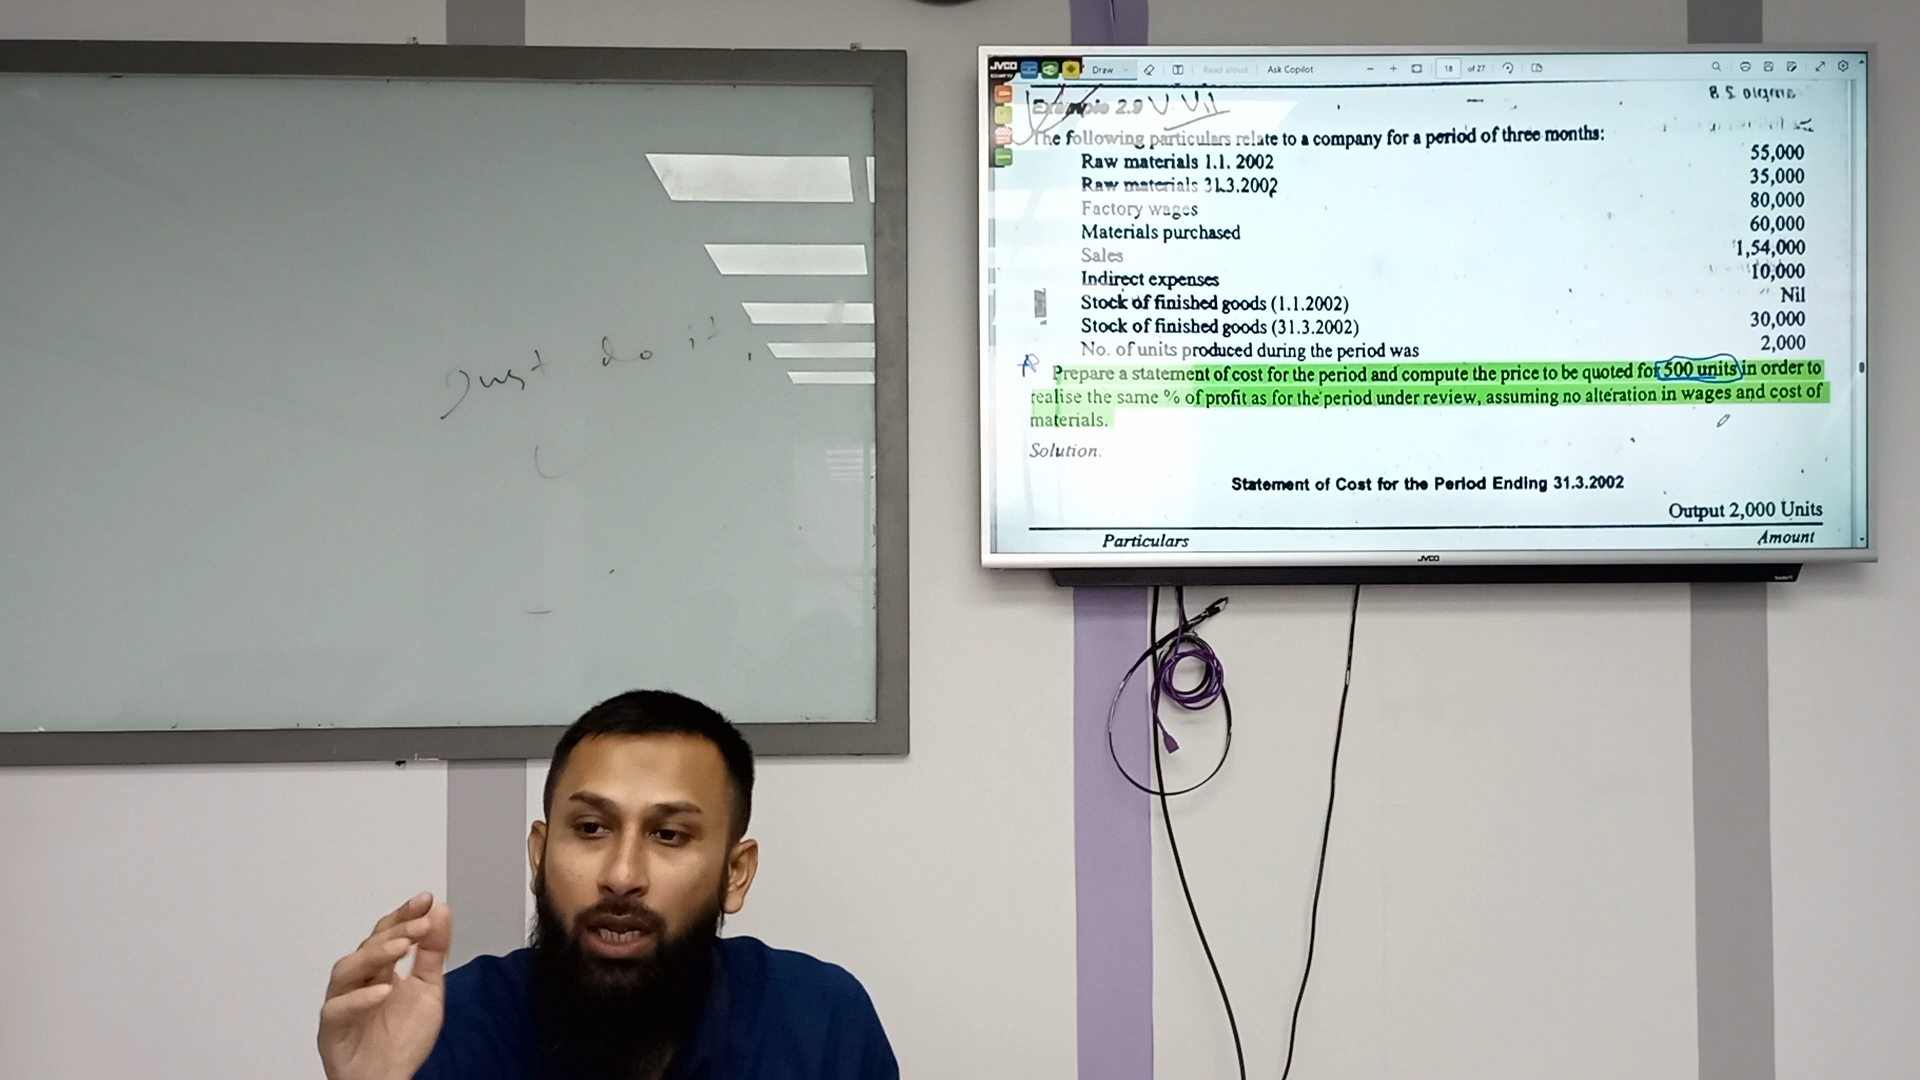 Just do it.
JVCO
Draw
Read aloud
Ask Copilot
18 of 27
Example 2.9
The following particulars relate to a company for a period of three months:
Raw materials 1.1. 2002 55,000
Raw materials 31.3.2002 35,000
Factory wages 80,000
Materials purchased 60,000
Sales 1,54,000
Indirect expenses 10,000
Stock of finished goods (1.1.2002) Nil
Stock of finished goods (31.3.2002) 30,000
No. of units produced during the period was 2,000
Prepare a statement of cost for the period and compute the price to be quoted for 500 units in order to
realise the same % of profit as for the period under review, assuming no alteration in wages and cost of
materials.
Solution:
Statement of Cost for the Period Ending 31.3.2002
Output 2,000 Units
Particulars Amount
JVCO